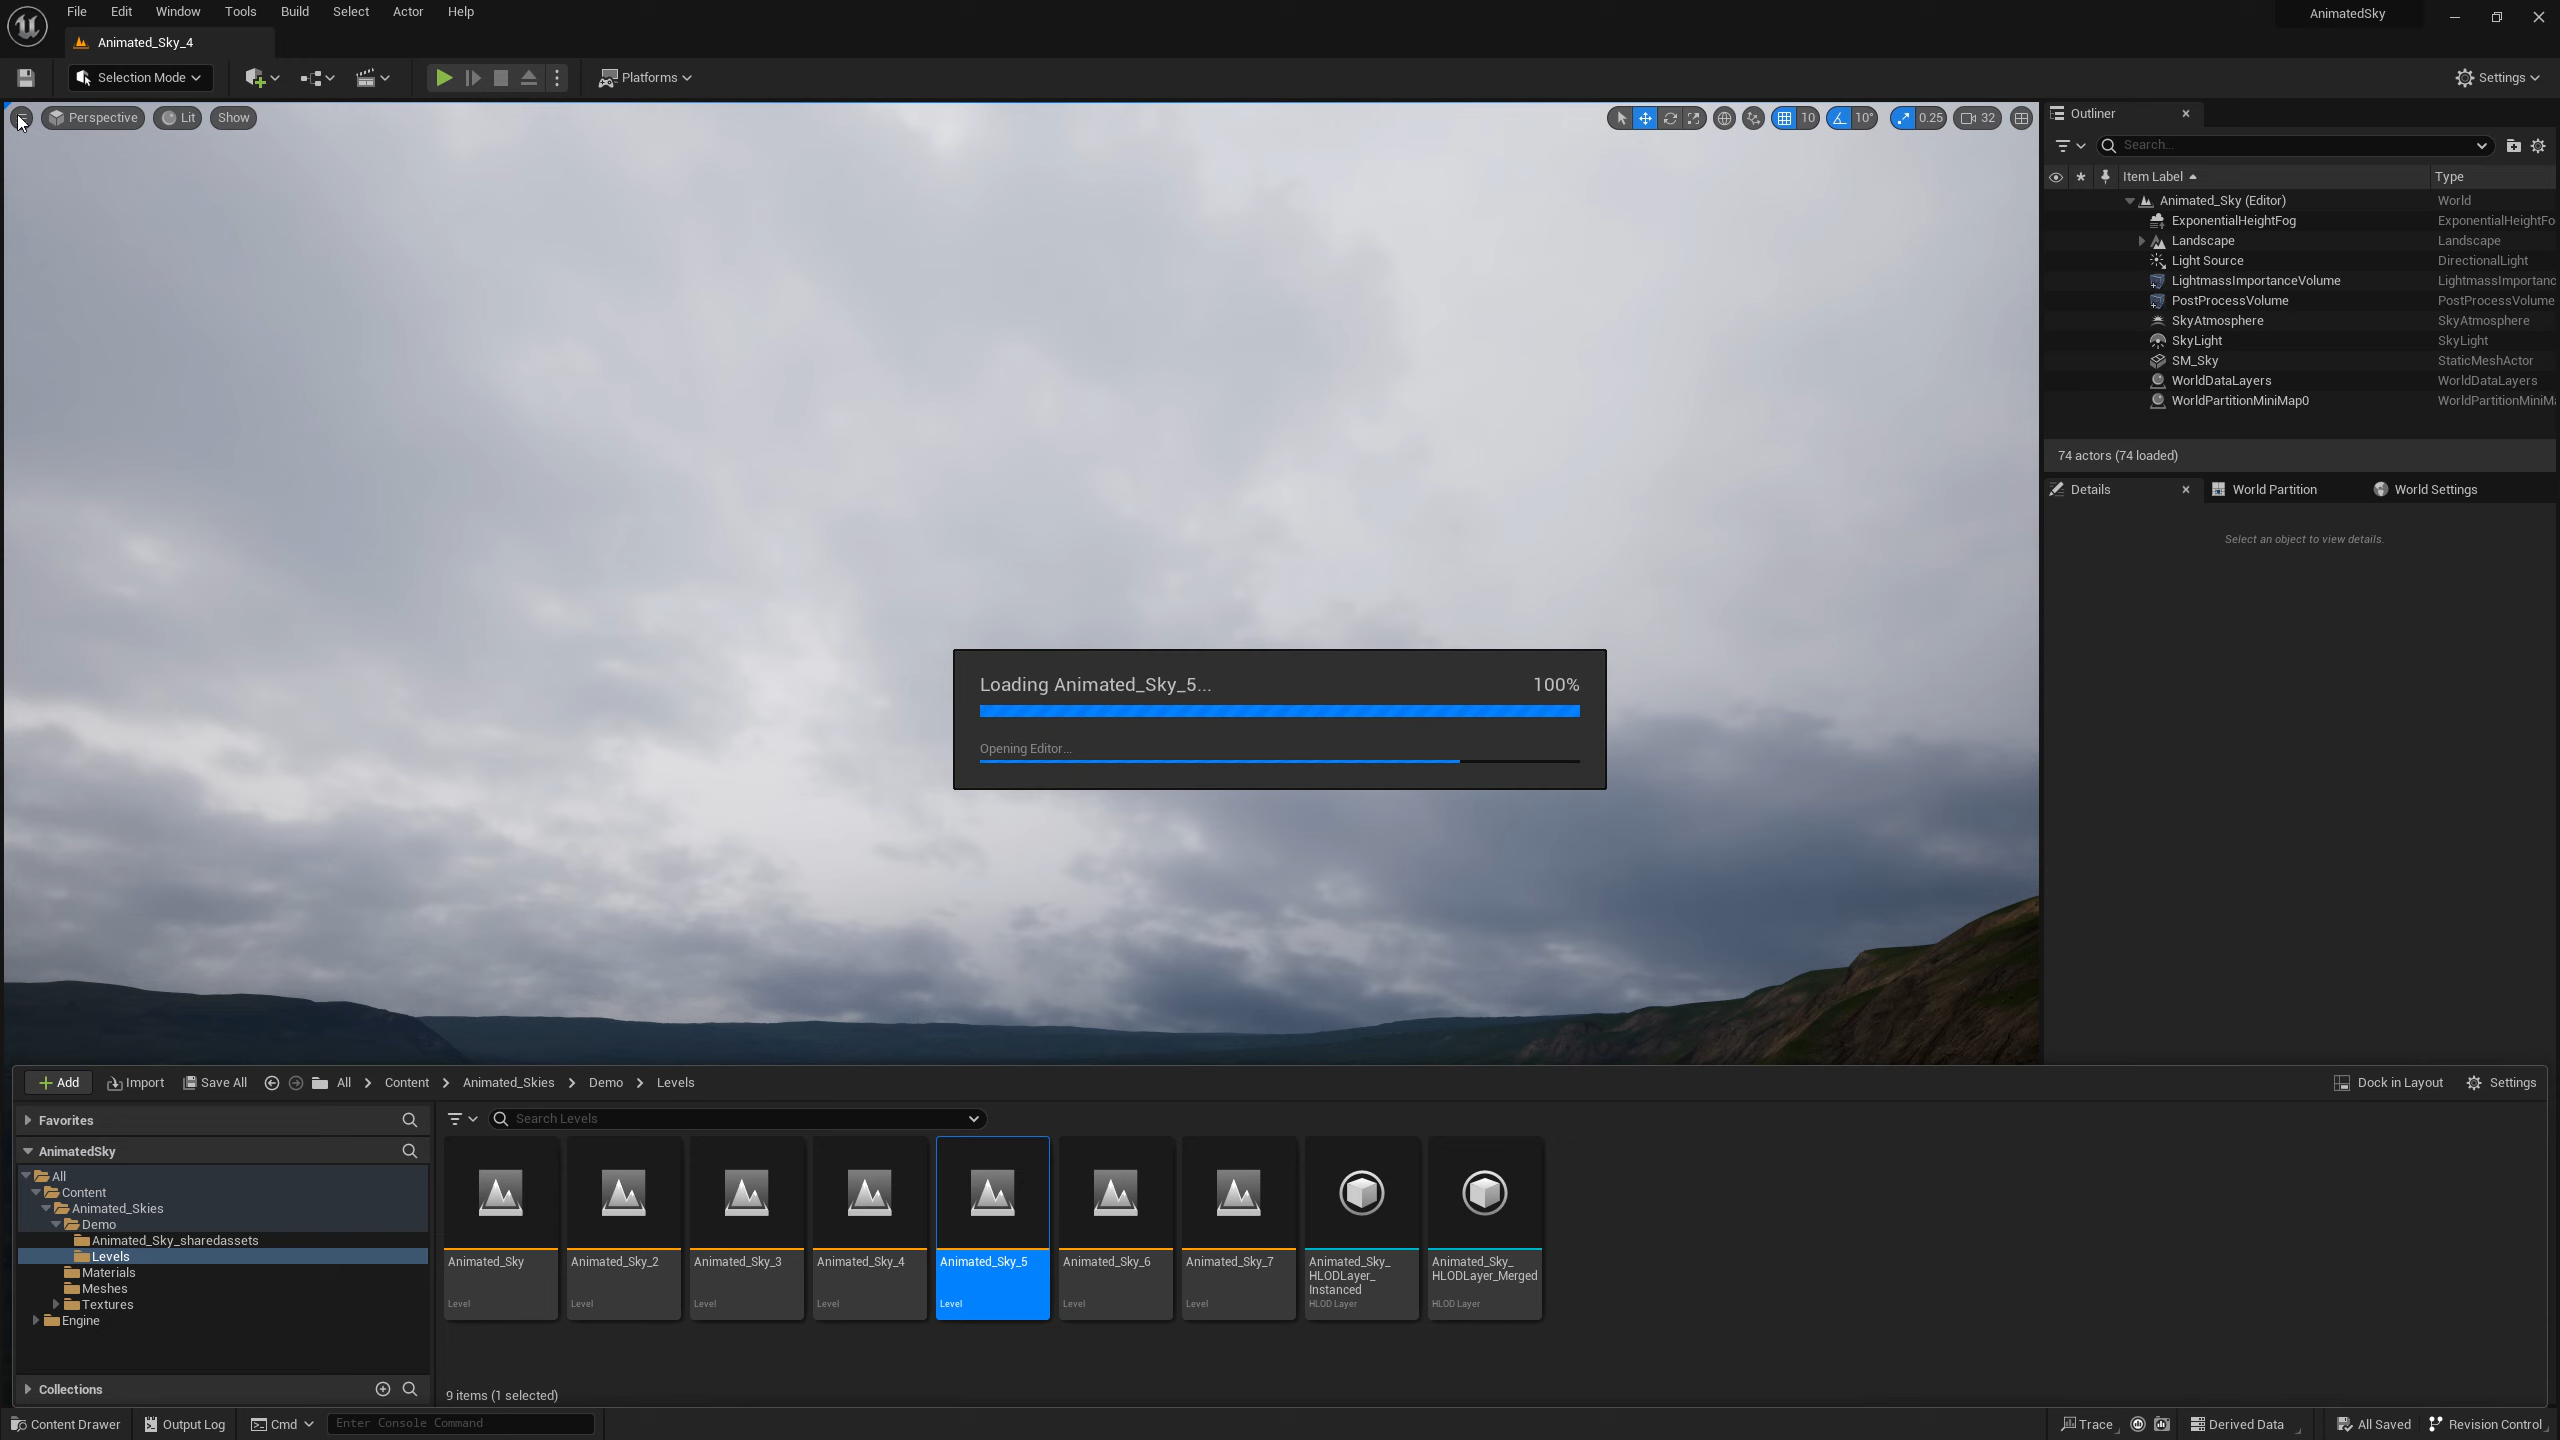 File Edit Window Tools Build Select Actor Help
AnimatedSky
Animated_Sky_4
Selection Mode
Platforms
Settings
Perspective Lit Show
10 10° 0.25 32
Outliner
Search...
Item Label Type
Animated_Sky (Editor) World
ExponentialHeightFog ExponentialHeightFo
Landscape Landscape
Light Source DirectionalLight
LightmassImportanceVolume LightmassImportanc
PostProcessVolume PostProcessVolume
SkyAtmosphere SkyAtmosphere
SkyLight SkyLight
SM_Sky StaticMeshActor
WorldDataLayers WorldDataLayers
WorldPartitionMiniMap0 WorldPartitionMiniM
74 actors (74 loaded)
Details World Partition World Settings
Select an object to view details.
Loading Animated_Sky_5... 100%
Opening Editor...
Add Import Save All All Content Animated_Skies Demo Levels
Dock in Layout Settings
Favorites
AnimatedSky
All
Content
Animated_Skies
Demo
Animated_Sky_sharedassets
Levels
Materials
Meshes
Textures
Engine
Collections
Search Levels
Animated_Sky
Level
Animated_Sky_2
Level
Animated_Sky_3
Level
Animated_Sky_4
Level
Animated_Sky_5
Level
Animated_Sky_6
Level
Animated_Sky_7
Level
Animated_Sky_
HLODLayer_
Instanced
HLOD Layer
Animated_Sky_
HLODLayer_Merged
HLOD Layer
9 items (1 selected)
Content Drawer Output Log Cmd Enter Console Command
Trace Derived Data All Saved Revision Control